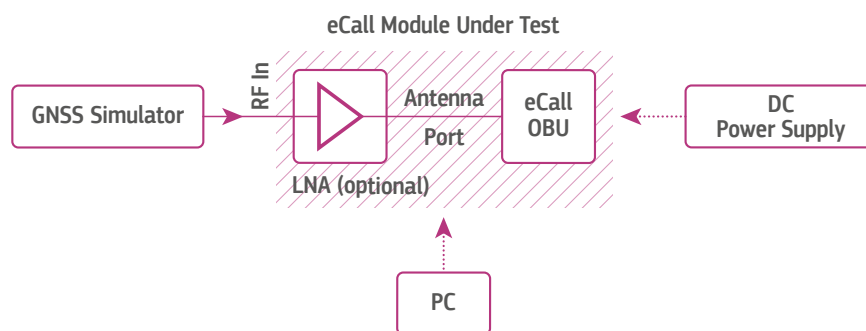 eCall Module Under Test
GNSS Simulator
RF In
Antenna
Port
eCall
OBU
DC
Power Supply
LNA (optional)
PC